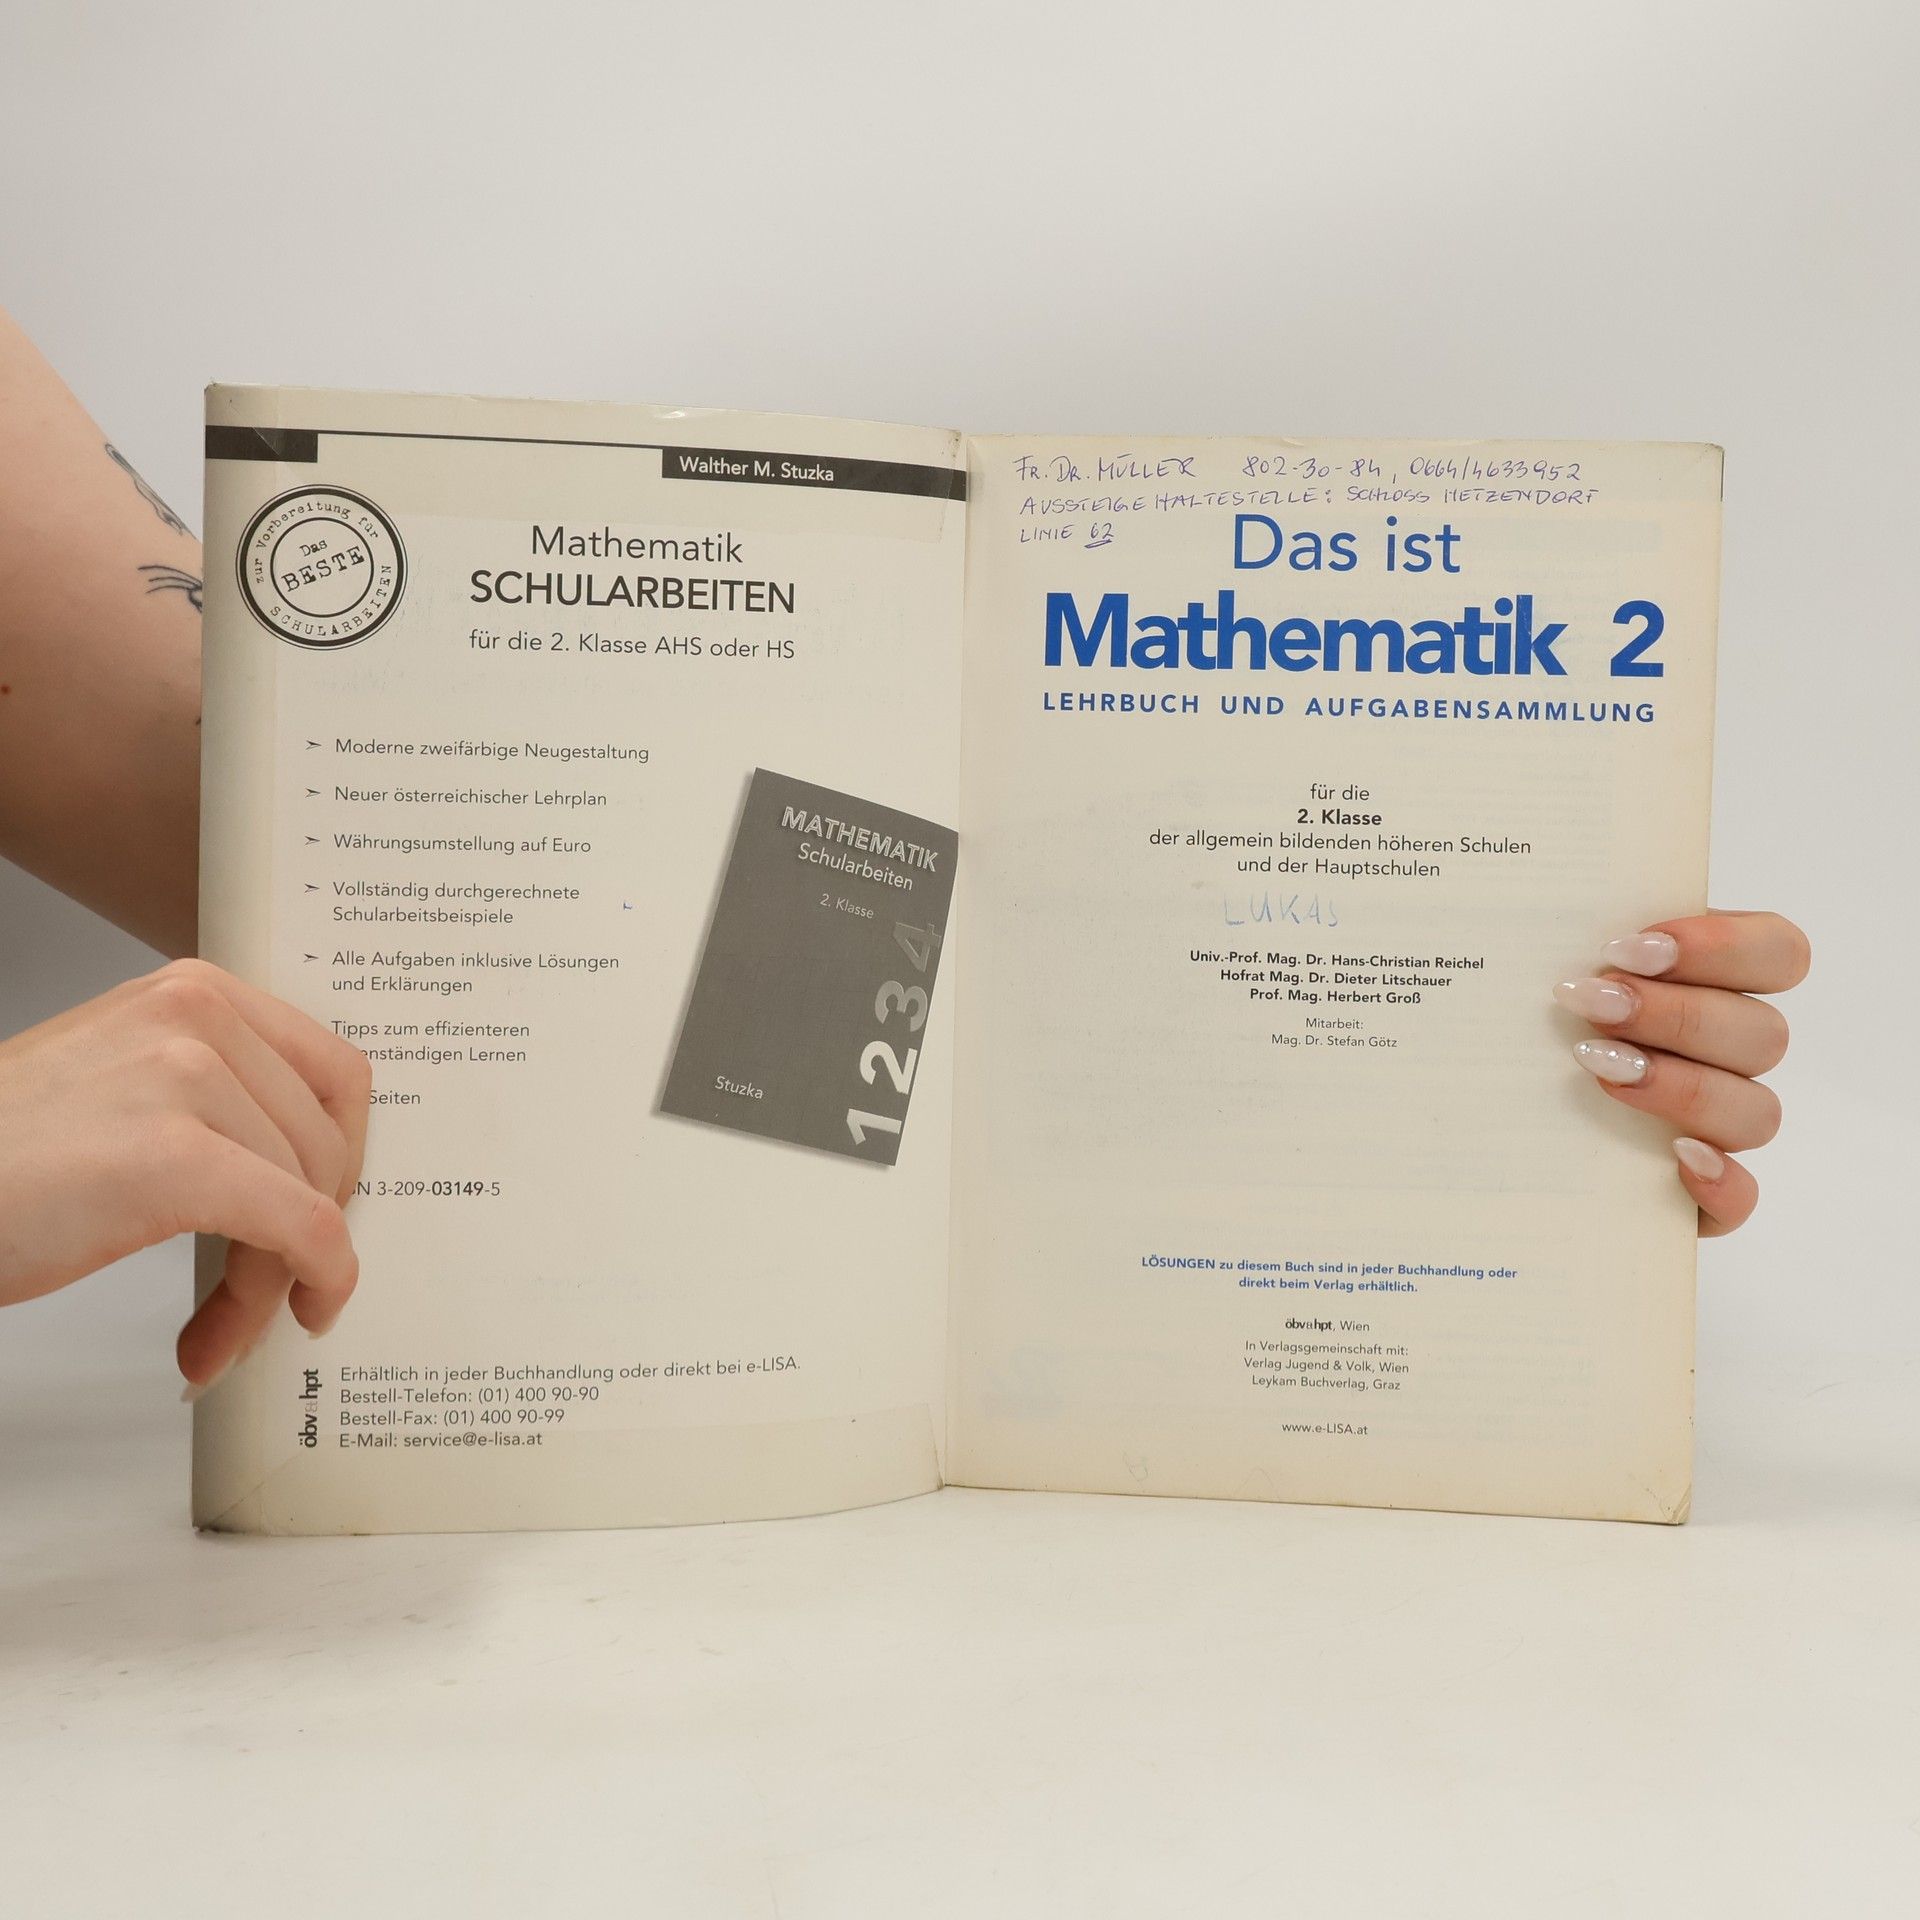 Walther M. Stuzka
zur Vorbereitung für
Das
BESTE
SCHULARBEITEN
Mathematik
SCHULARBEITEN
für die 2. Klasse AHS oder HS
➣ Moderne zweifärbige Neugestaltung
➣ Neuer österreichischer Lehrplan
➣ Währungsumstellung auf Euro
➣ Vollständig durchgerechnete
Schularbeitsbeispiele
➣ Alle Aufgaben inklusive Lösungen
und Erklärungen
Tipps zum effizienteren
enständigen Lernen
Seiten
N 3-209-03149-5
MATHEMATIK
Schularbeiten
2. Klasse
1234
Stuzka
öbv&hpt
Erhältlich in jeder Buchhandlung oder direkt bei e-LISA.
Bestell-Telefon: (01) 400 90-90
Bestell-Fax: (01) 400 90-99
E-Mail: service@e-lisa.at
FR. DR. MÜLLER 802-30-84, 0664/4633952
AUSSTEIGEHALTESTELLE: SCHLOSS HETZENDORF
LINIE 62
Das ist
Mathematik 2
LEHRBUCH UND AUFGABENSAMMLUNG
für die
2. Klasse
der allgemein bildenden höheren Schulen
und der Hauptschulen
LUKAS
Univ.-Prof. Mag. Dr. Hans-Christian Reichel
Hofrat Mag. Dr. Dieter Litschauer
Prof. Mag. Herbert Groß
Mitarbeit:
Mag. Dr. Stefan Götz
LÖSUNGEN zu diesem Buch sind in jeder Buchhandlung oder
direkt beim Verlag erhältlich.
öbv&hpt, Wien
In Verlagsgemeinschaft mit:
Verlag Jugend & Volk, Wien
Leykam Buchverlag, Graz
www.e-LISA.at